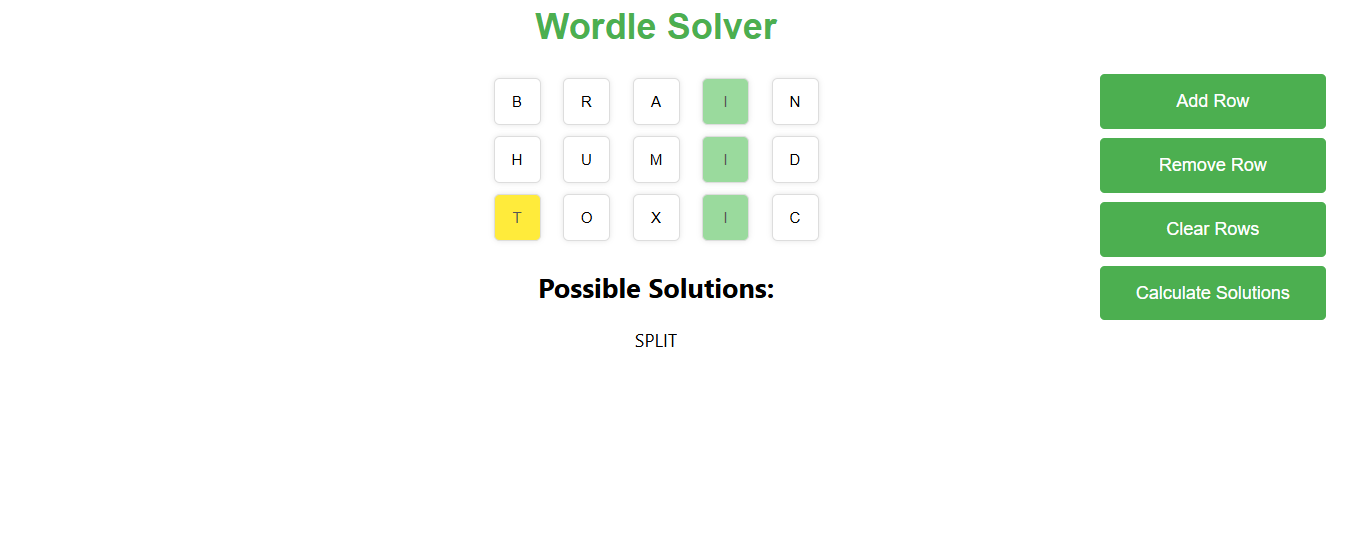 Wordle Solver
B R A I N
Add Row
H U M I D
Remove Row
T O X I C
Clear Rows
Calculate Solutions
Possible Solutions:
SPLIT